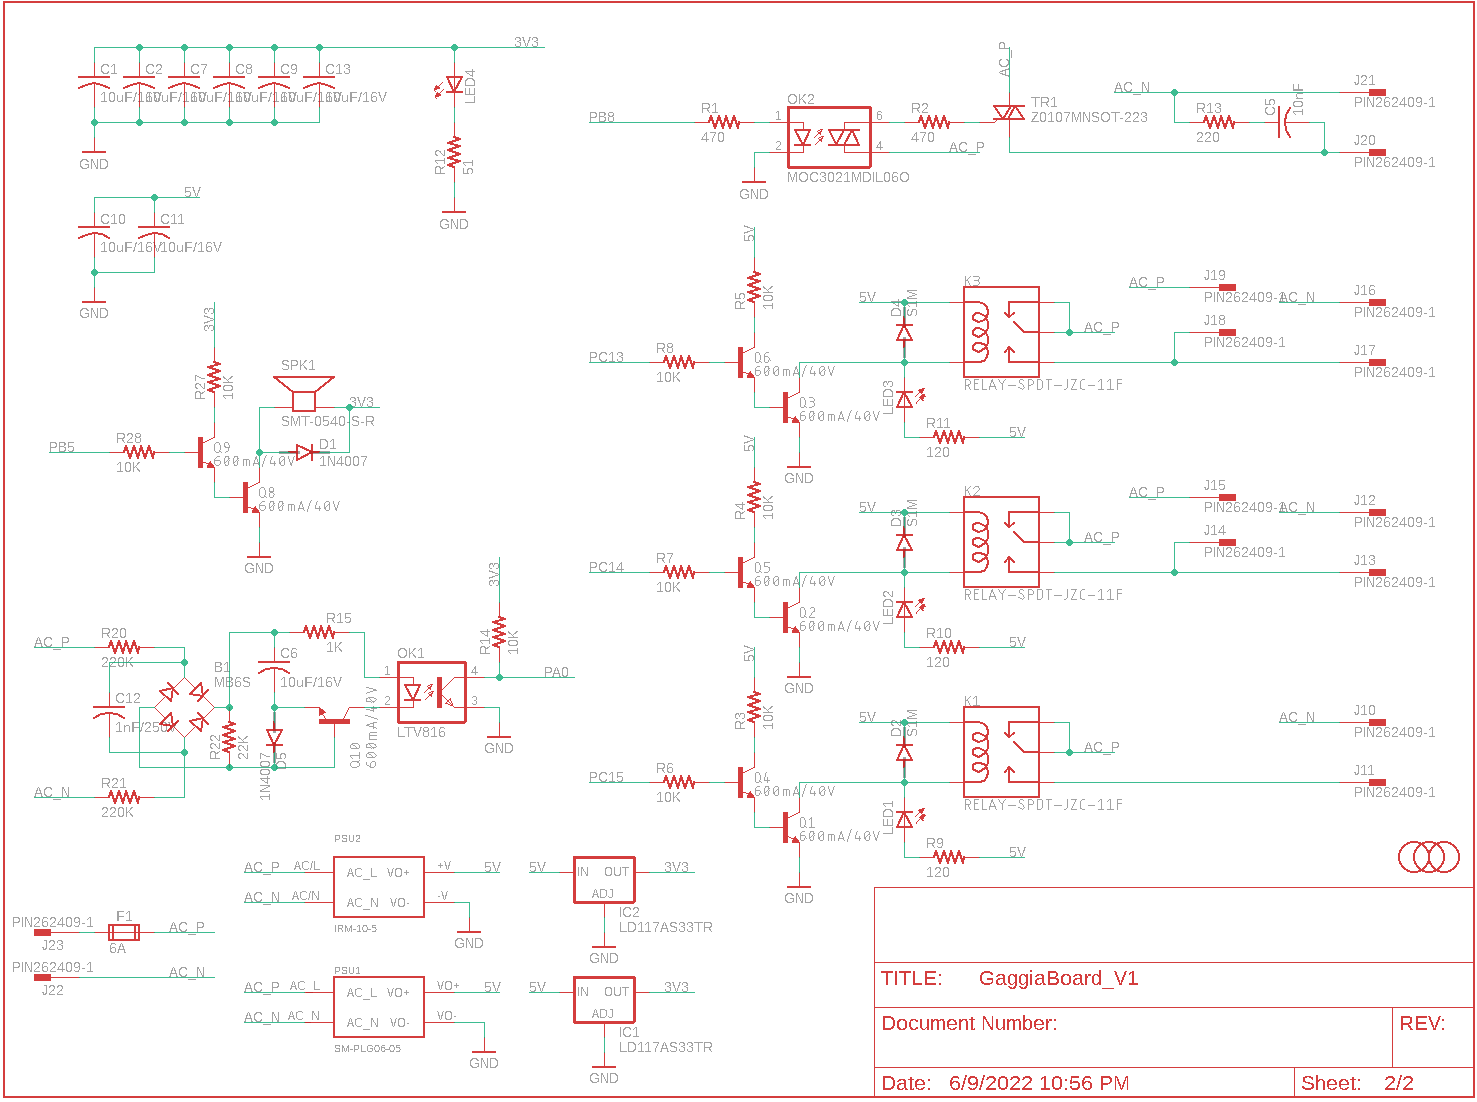 3V3
C1
C2
C7
C8
C9
C13
10uF/16V
10uF/16V
10uF/16V
10uF/16V
10uF/16V
10uF/16V
GND
LED4
R12
51
GND
5V
C10
C11
10uF/16V
10uF/16V
GND
PB8
R1
470
OK2
1
2
6
4
MOC3021MDIL06O
GND
R2
470
AC_P
AC_P
TR1
Z0107MNSOT-223
AC_N
R13
220
C5
10nF
J21
PIN262409-1
J20
PIN262409-1
3V3
R27
10K
SPK1
3V3
SMT-0540-S-R
D1
1N4007
PB5
R28
10K
Q9
600mA/40V
Q8
600mA/40V
GND
5V
R5
10K
PC13
R8
10K
Q6
600mA/40V
Q3
600mA/40V
GND
5V
D4
S1M
LED3
R11
120
5V
K3
RELAY-SPDT-JZC-11F
AC_P
AC_P
J19
PIN262409-1
J18
PIN262409-1
AC_N
J16
PIN262409-1
J17
PIN262409-1
5V
R4
10K
PC14
R7
10K
Q5
600mA/40V
Q2
600mA/40V
GND
5V
D3
S1M
LED2
R10
120
5V
K2
RELAY-SPDT-JZC-11F
AC_P
AC_P
J15
PIN262409-1
J14
PIN262409-1
AC_N
J12
PIN262409-1
J13
PIN262409-1
5V
R3
10K
PC15
R6
10K
Q4
600mA/40V
Q1
600mA/40V
GND
5V
D2
S1M
LED1
R9
120
5V
K1
RELAY-SPDT-JZC-11F
AC_P
AC_N
J10
PIN262409-1
J11
PIN262409-1
AC_P
R20
220K
C12
1nF/250V
B1
MB6S
R22
22K
AC_N
R21
220K
C6
10uF/16V
R15
1K
D5
1N4007
Q10
600mA/40V
OK1
1
2
4
3
LTV816
3V3
R14
10K
PA0
GND
PSU2
AC_P
AC/L
AC_L
VO+
+V
5V
AC_N
AC/N
AC_N
VO-
-V
IRM-10-5
GND
5V
IN
OUT
ADJ
3V3
IC2
LD117AS33TR
GND
PIN262409-1
J23
F1
6A
AC_P
PIN262409-1
J22
AC_N
PSU1
AC_P
AC_L
AC_L
VO+
VO+
5V
AC_N
AC_N
AC_N
VO-
VO-
SM-PLG06-05
GND
5V
IN
OUT
ADJ
3V3
IC1
LD117AS33TR
GND
TITLE: GaggiaBoard_V1
Document Number:
REV:
Date: 6/9/2022 10:56 PM
Sheet: 2/2